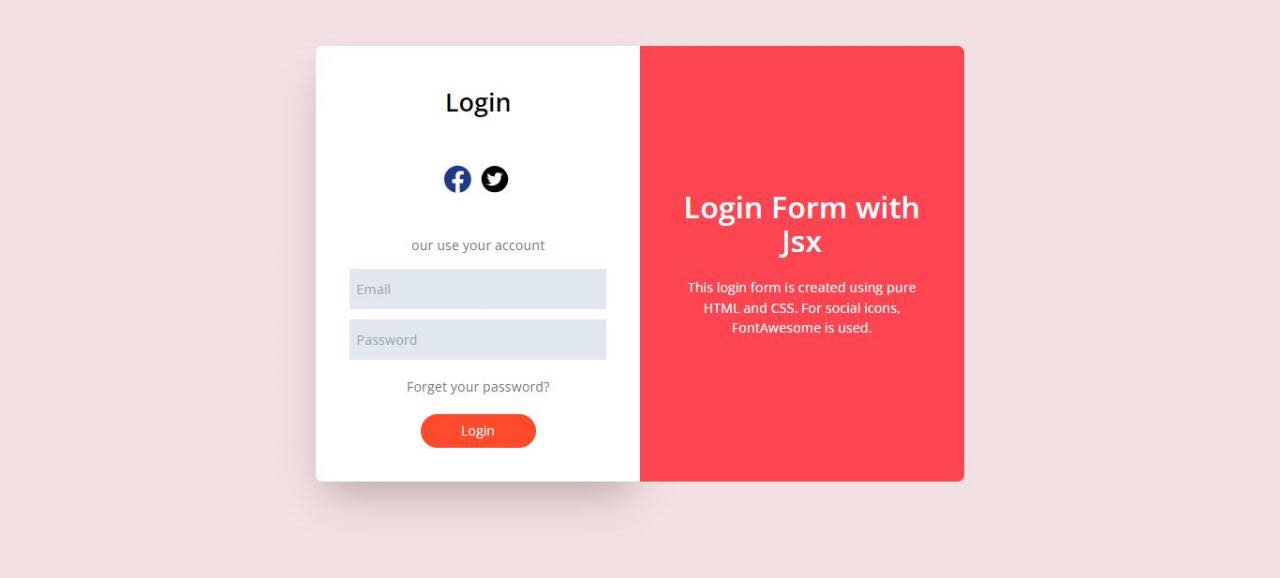 Login
our use your account
Email
Password
Forget your password?
Login
Login Form with
Jsx
This login form is created using pure
HTML and CSS. For social icons,
FontAwesome is used.